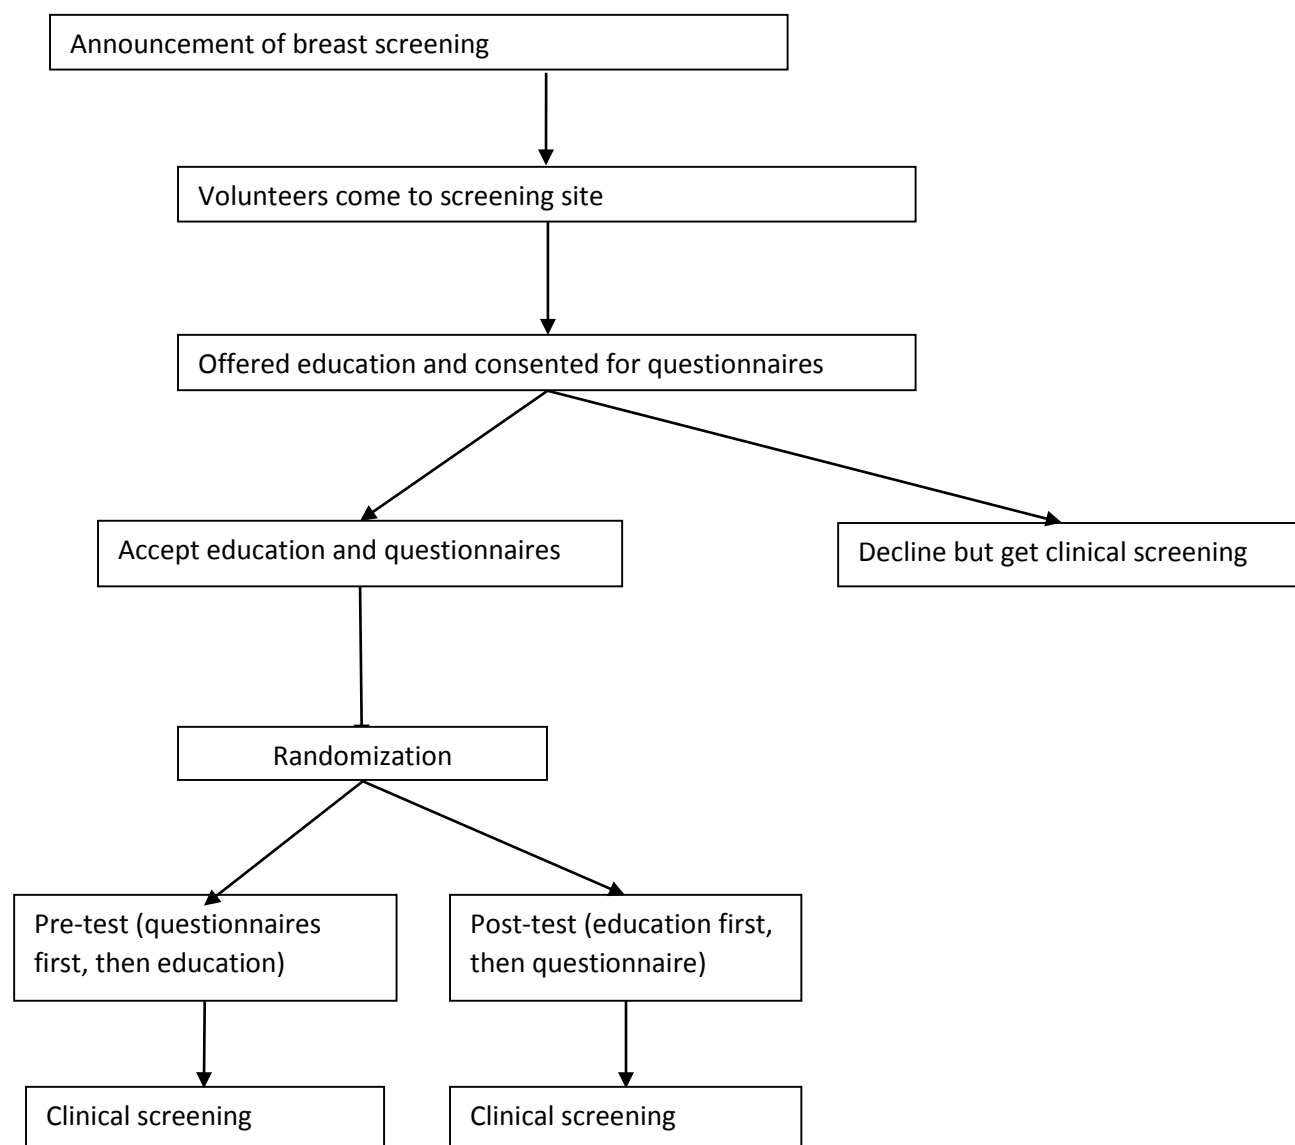 Announcement of breast screening
Volunteers come to screening site
Offered education and consented for questionnaires
Accept education and questionnaires
Decline but get clinical screening
Randomization
Pre-test (questionnaires
first, then education)
Post-test (education first,
then questionnaire)
Clinical screening
Clinical screening